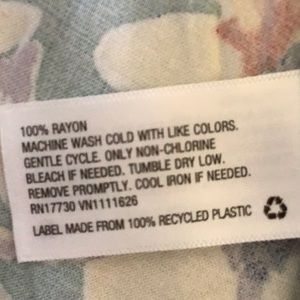 100% RAYON
MACHINE WASH COLD WITH LIKE COLORS.
GENTLE CYCLE. ONLY NON-CHLORINE
BLEACH IF NEEDED. TUMBLE DRY LOW.
REMOVE PROMPTLY. COOL IRON IF NEEDED.
RN17730 VN1111626
LABEL MADE FROM 100% RECYCLED PLASTIC